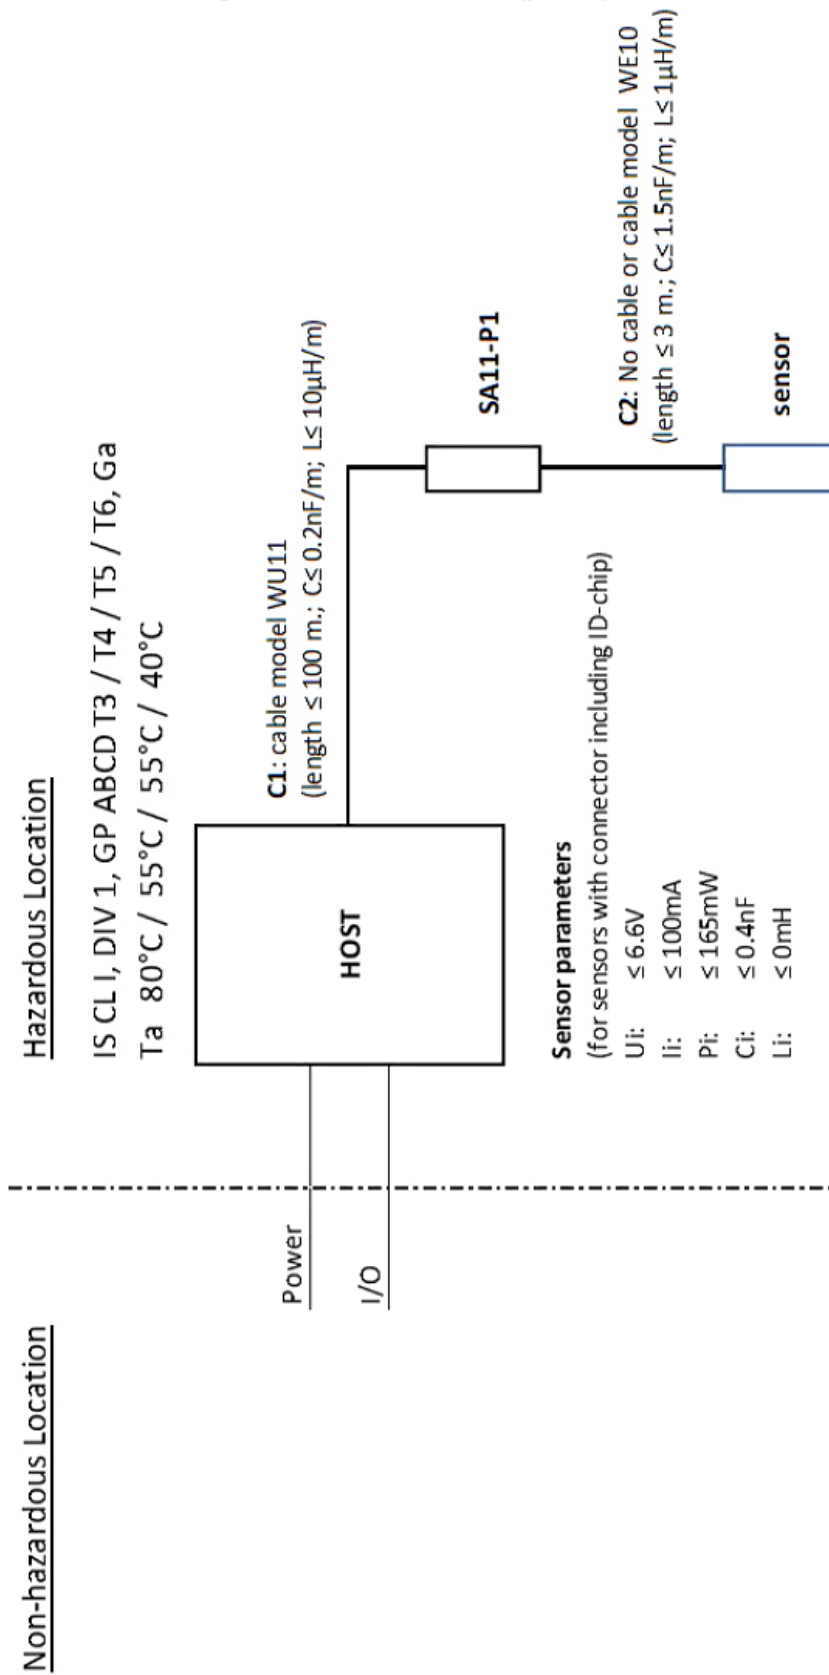 Non-hazardous Location
Hazardous Location
IS CL I, DIV 1, GP ABCD T3 / T4 / T5 / T6, Ga
Ta 80°C / 55°C / 55°C / 40°C
Power
I/O
HOST
C1: cable model WU11
(length ≤ 100 m.; C≤ 0.2nF/m; L≤ 10µH/m)
SA11-P1
C2: No cable or cable model WE10
(length ≤ 3 m.; C≤ 1.5nF/m; L≤ 1µH/m)
sensor
Sensor parameters
(for sensors with connector including ID-chip)
Ui: ≤ 6.6V
Ii: ≤ 100mA
Pi: ≤ 165mW
Ci: ≤ 0.4nF
Li: ≤ 0mH